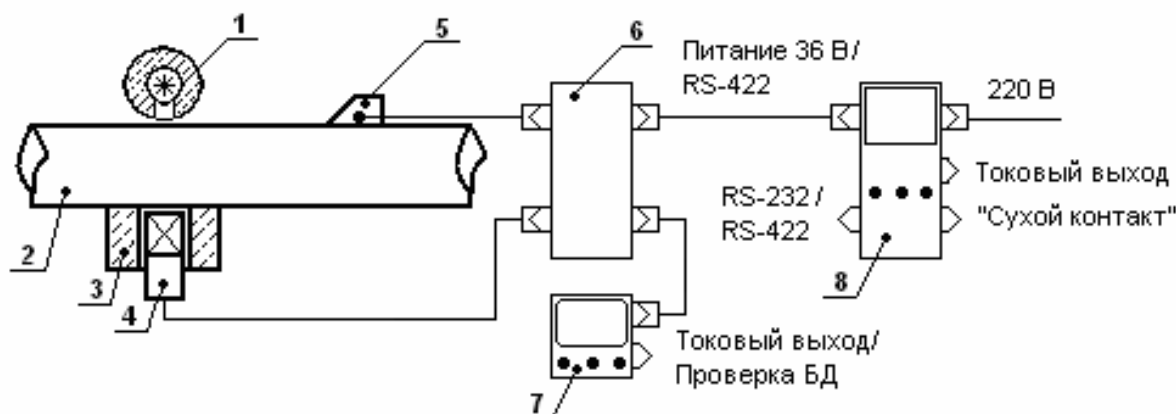 1
5
6
Питание 36 В/
RS-422
220 В
Токовый выход
RS-232 /
RS-422
"Сухой контакт"
2
3
4
8
Токовый выход/
Проверка БД
7